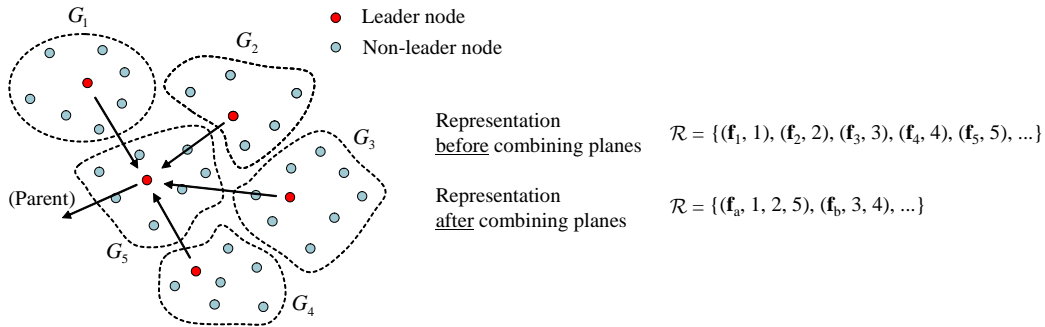 G1
Leader node
Non-leader node
G2
Representation
before combining planes
R = {(f1, 1), (f2, 2), (f3, 3), (f4, 4), (f5, 5), ...}
G3
(Parent)
Representation
after combining planes
R = {(fa, 1, 2, 5), (fb, 3, 4), ...}
G5
G4